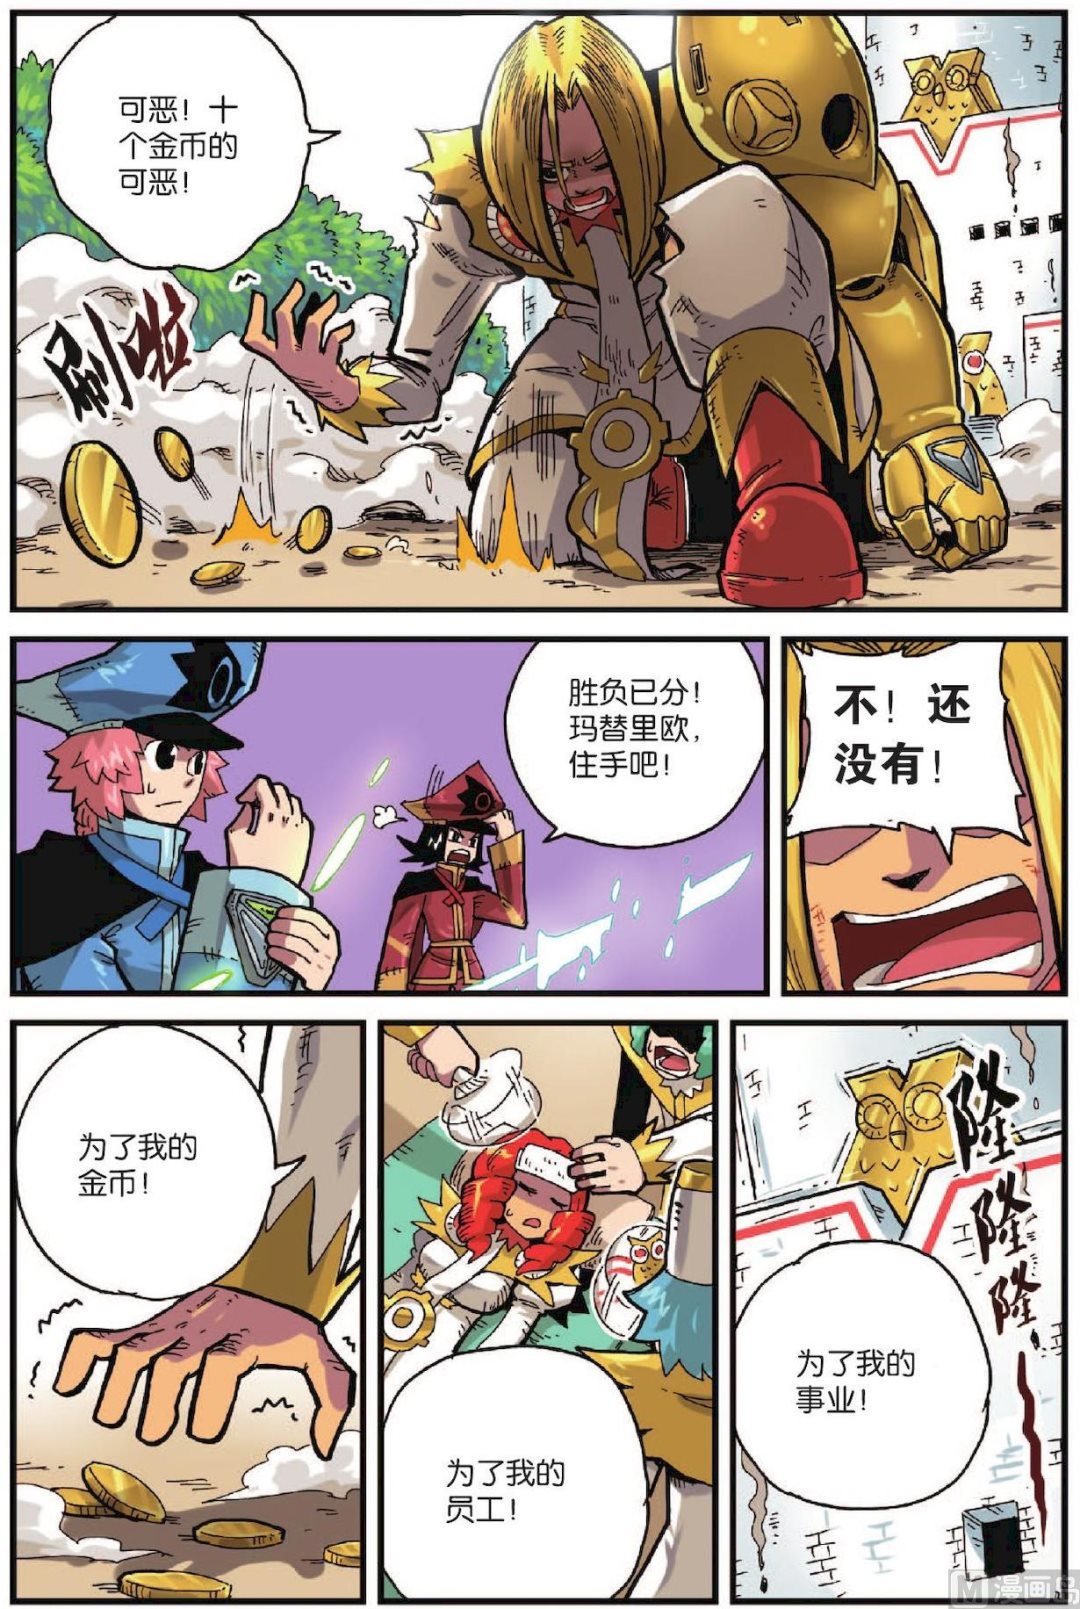 可恶！十
个金币的
可恶！
刷啦
胜负已分！
玛替里欧，
住手吧！
不！还
没有！
为了我的
金币！
为了我的
员工！
隆
隆
隆
为了我的
事业！
漫画岛